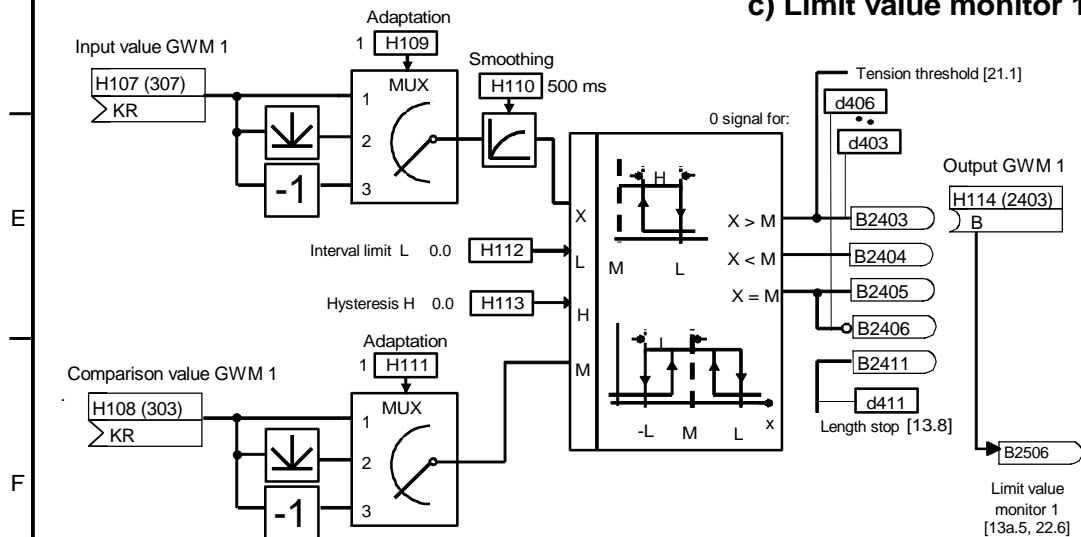 c) Limit value monitor 1
Adaptation
1 H109
Input value GWM 1
H107 (307)
KR
MUX
1
2
3
-1
Smoothing
H110 500 ms
0 signal for:
Tension threshold [21.1]
d406
d403
Output GWM 1
H114 (2403)
B
E
X
L
H
M
H
M L
X > M
X < M
X = M
B2403
B2404
B2405
B2406
B2411
d411
Length stop [13.8]
Interval limit L 0.0 H112
Hysteresis H 0.0 H113
-L M L x
Adaptation
1 H111
Comparison value GWM 1
H108 (303)
KR
MUX
1
2
3
-1
F
B2506
Limit value
monitor 1
[13a.5, 22.6]